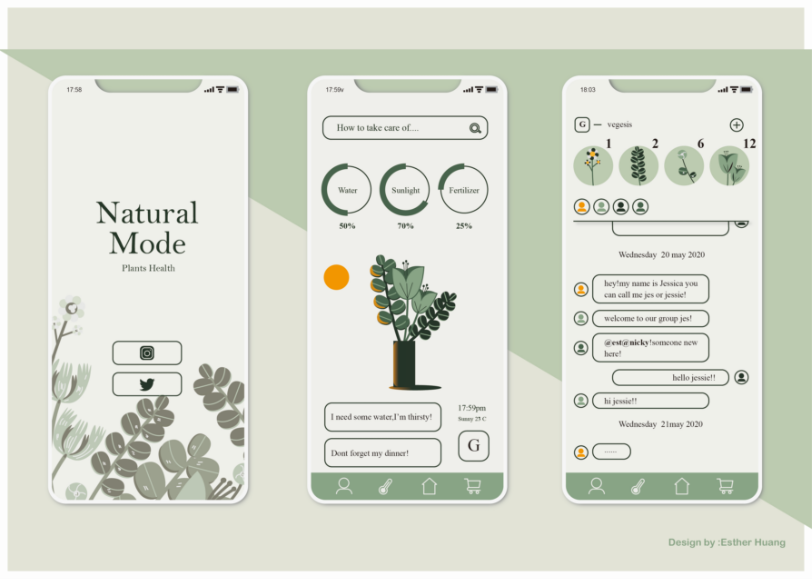 17:58
Natural
Mode
Plants Health
17:59v
How to take care of....
Water
Sunlight
Fertilizer
50%
70%
25%
I need some water,I'm thirsty!
17:59pm
Sunny 25 C
Dont forget my dinner!
G
18:03
G — vegesis
1
2
6
12
Wednesday 20 may 2020
hey!my name is Jessica you
can call me jes or jessie!
welcome to our group jes!
@est@nicky!someone new
here!
hello jessie!!
hi jessie!!
Wednesday 21may 2020
......
Design by :Esther Huang